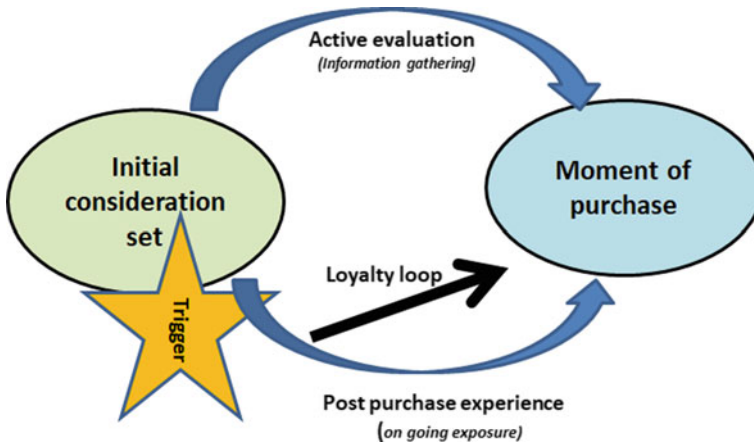 Active evaluation
(Information gathering)
Initial
consideration
set
Moment of
purchase
Loyalty loop
Trigger
Post purchase experience
(on going exposure)